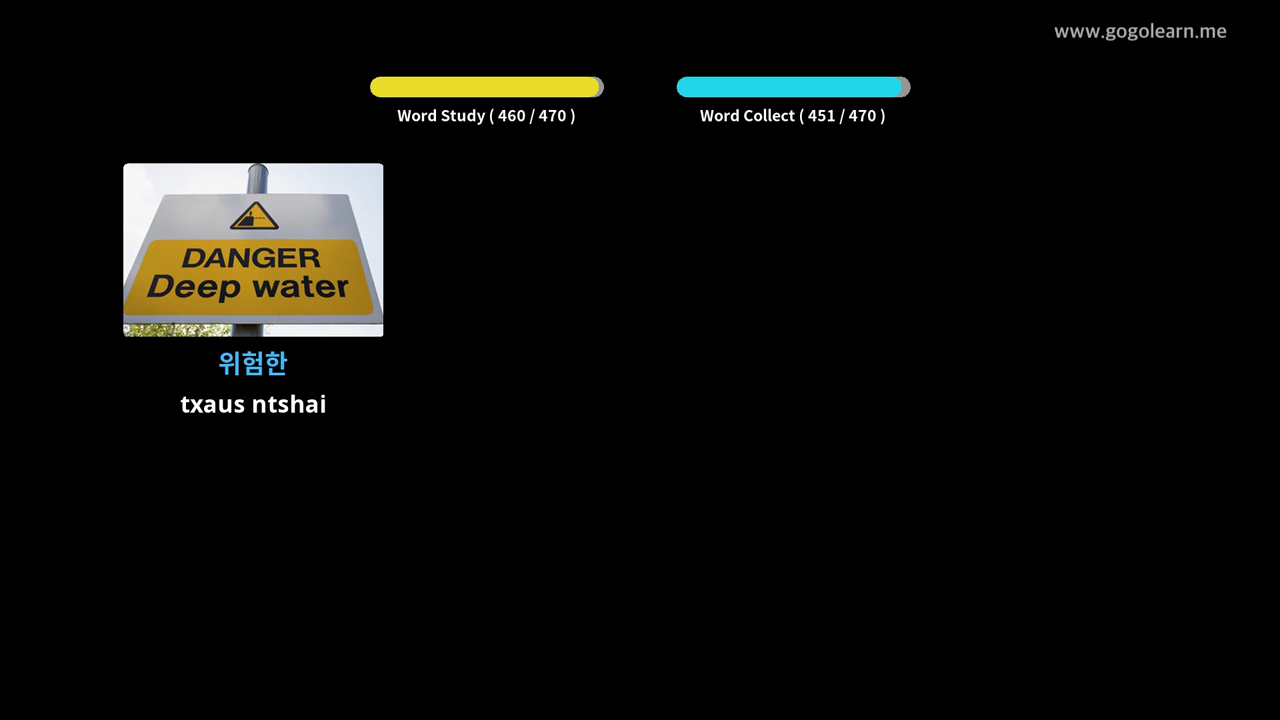 www.gogolearn.me
Word Study ( 460 / 470 )
Word Collect ( 451 / 470 )
DANGER
Deep water
위험한
txaus ntshai